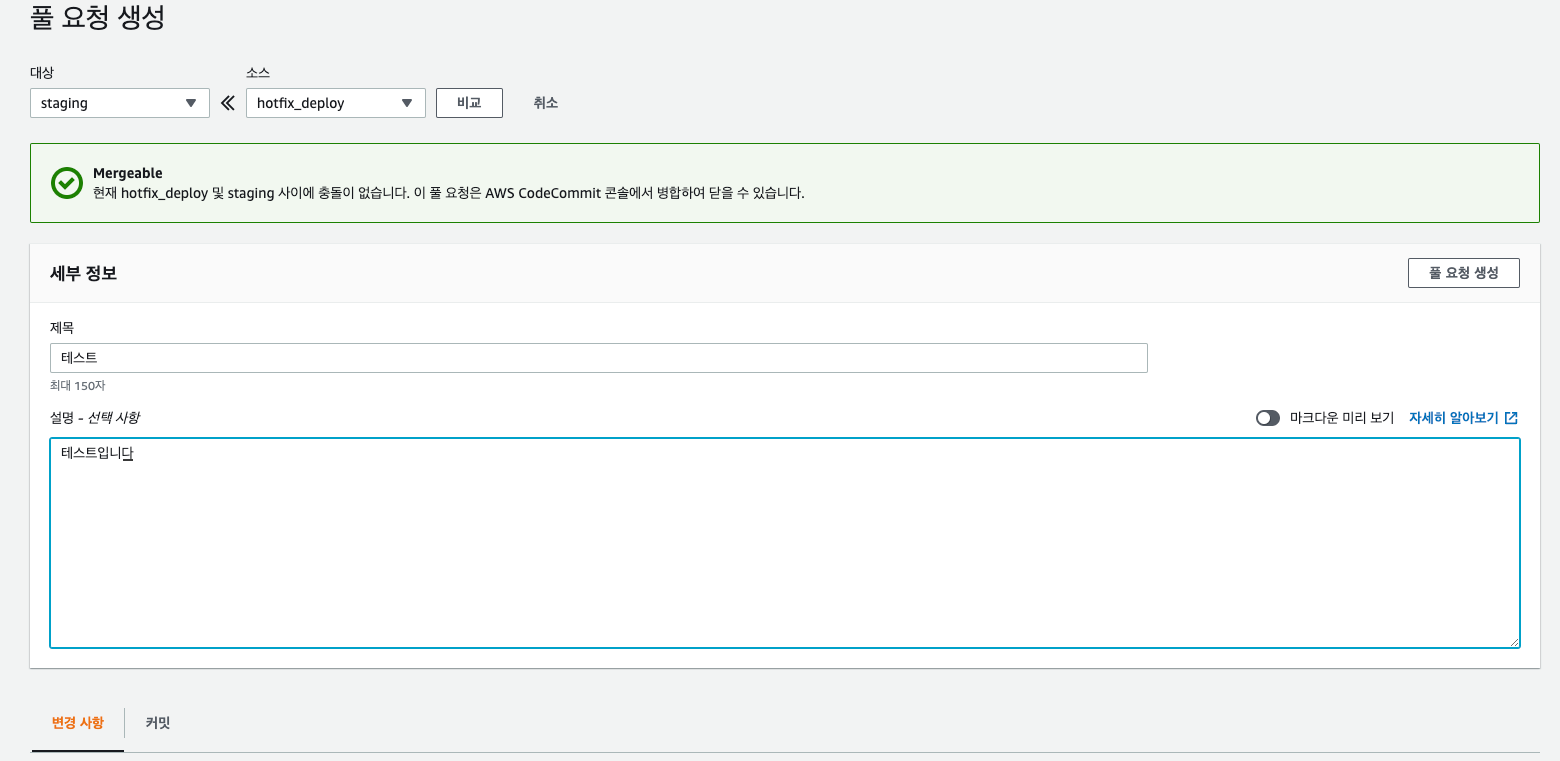 풀 요청 생성
대상 소스
staging hotfix_deploy 비교 취소
Mergeable
현재 hotfix_deploy 및 staging 사이에 충돌이 없습니다. 이 풀 요청은 AWS CodeCommit 콘솔에서 병합하여 닫을 수 있습니다.
세부 정보 풀 요청 생성
제목
테스트
최대 150자
설명 - 선택 사항 마크다운 미리 보기 자세히 알아보기
테스트입니다
변경 사항 커밋